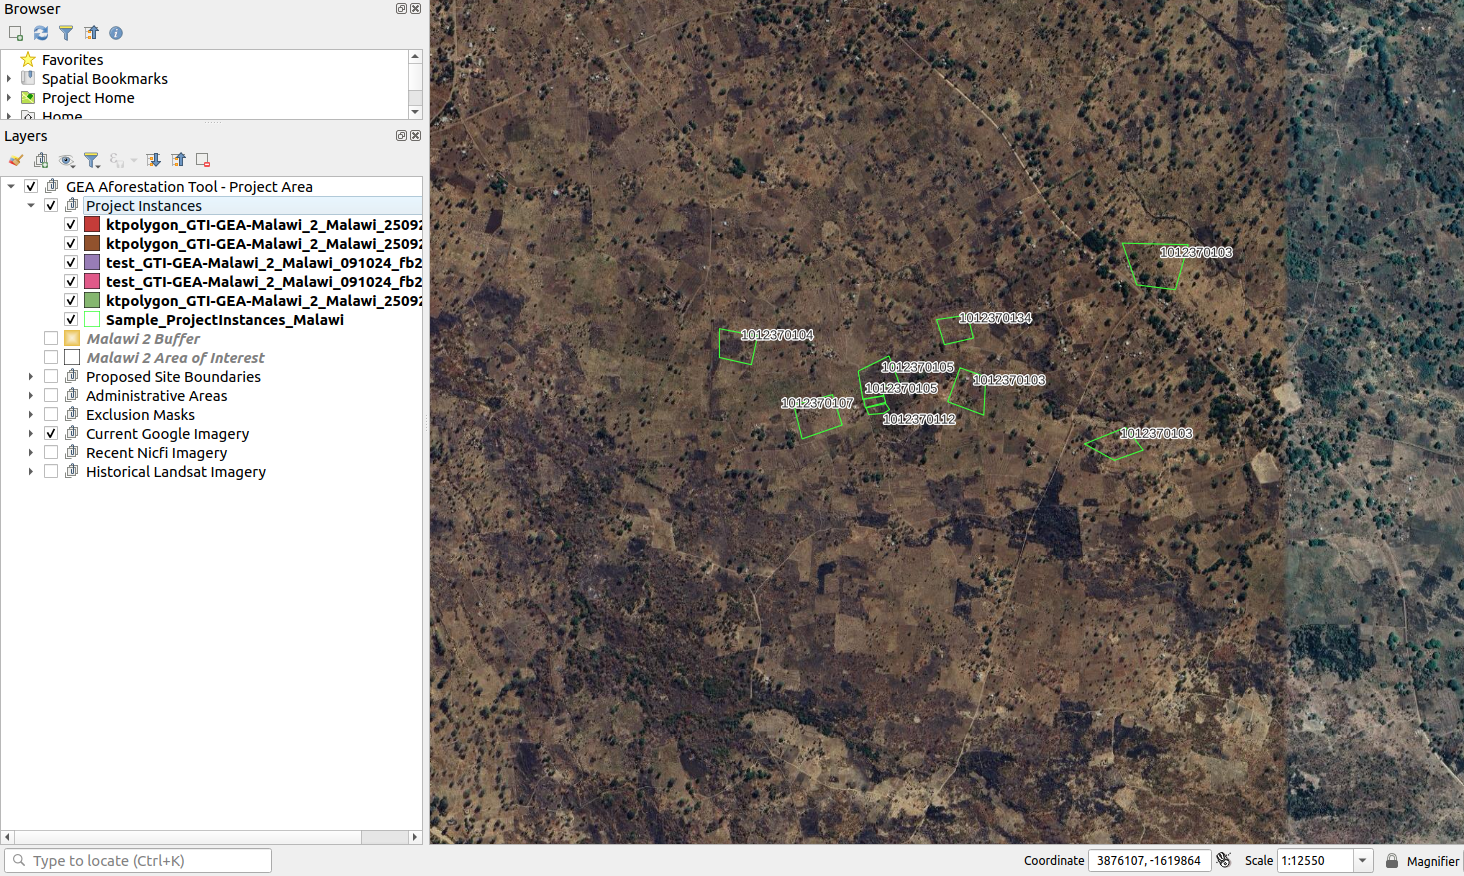 Browser
Favorites
Spatial Bookmarks
Project Home
Home
Layers
GEA Aforestation Tool - Project Area
Project Instances
ktpolygon_GTI-GEA-Malawi_2_Malawi_25092
ktpolygon_GTI-GEA-Malawi_2_Malawi_25092
test_GTI-GEA-Malawi_2_Malawi_091024_fb2
test_GTI-GEA-Malawi_2_Malawi_091024_fb2
ktpolygon_GTI-GEA-Malawi_2_Malawi_25092
Sample_ProjectInstances_Malawi
Malawi 2 Buffer
Malawi 2 Area of Interest
Proposed Site Boundaries
Administrative Areas
Exclusion Masks
Current Google Imagery
Recent Nicfi Imagery
Historical Landsat Imagery
1012370103
1012370134
1012370104
1012370105
1012370103
1012370105
1012370107
1012370112
1012370103
Type to locate (Ctrl+K)
Coordinate 3876107,-1619864 Scale 1:12550 Magnifier